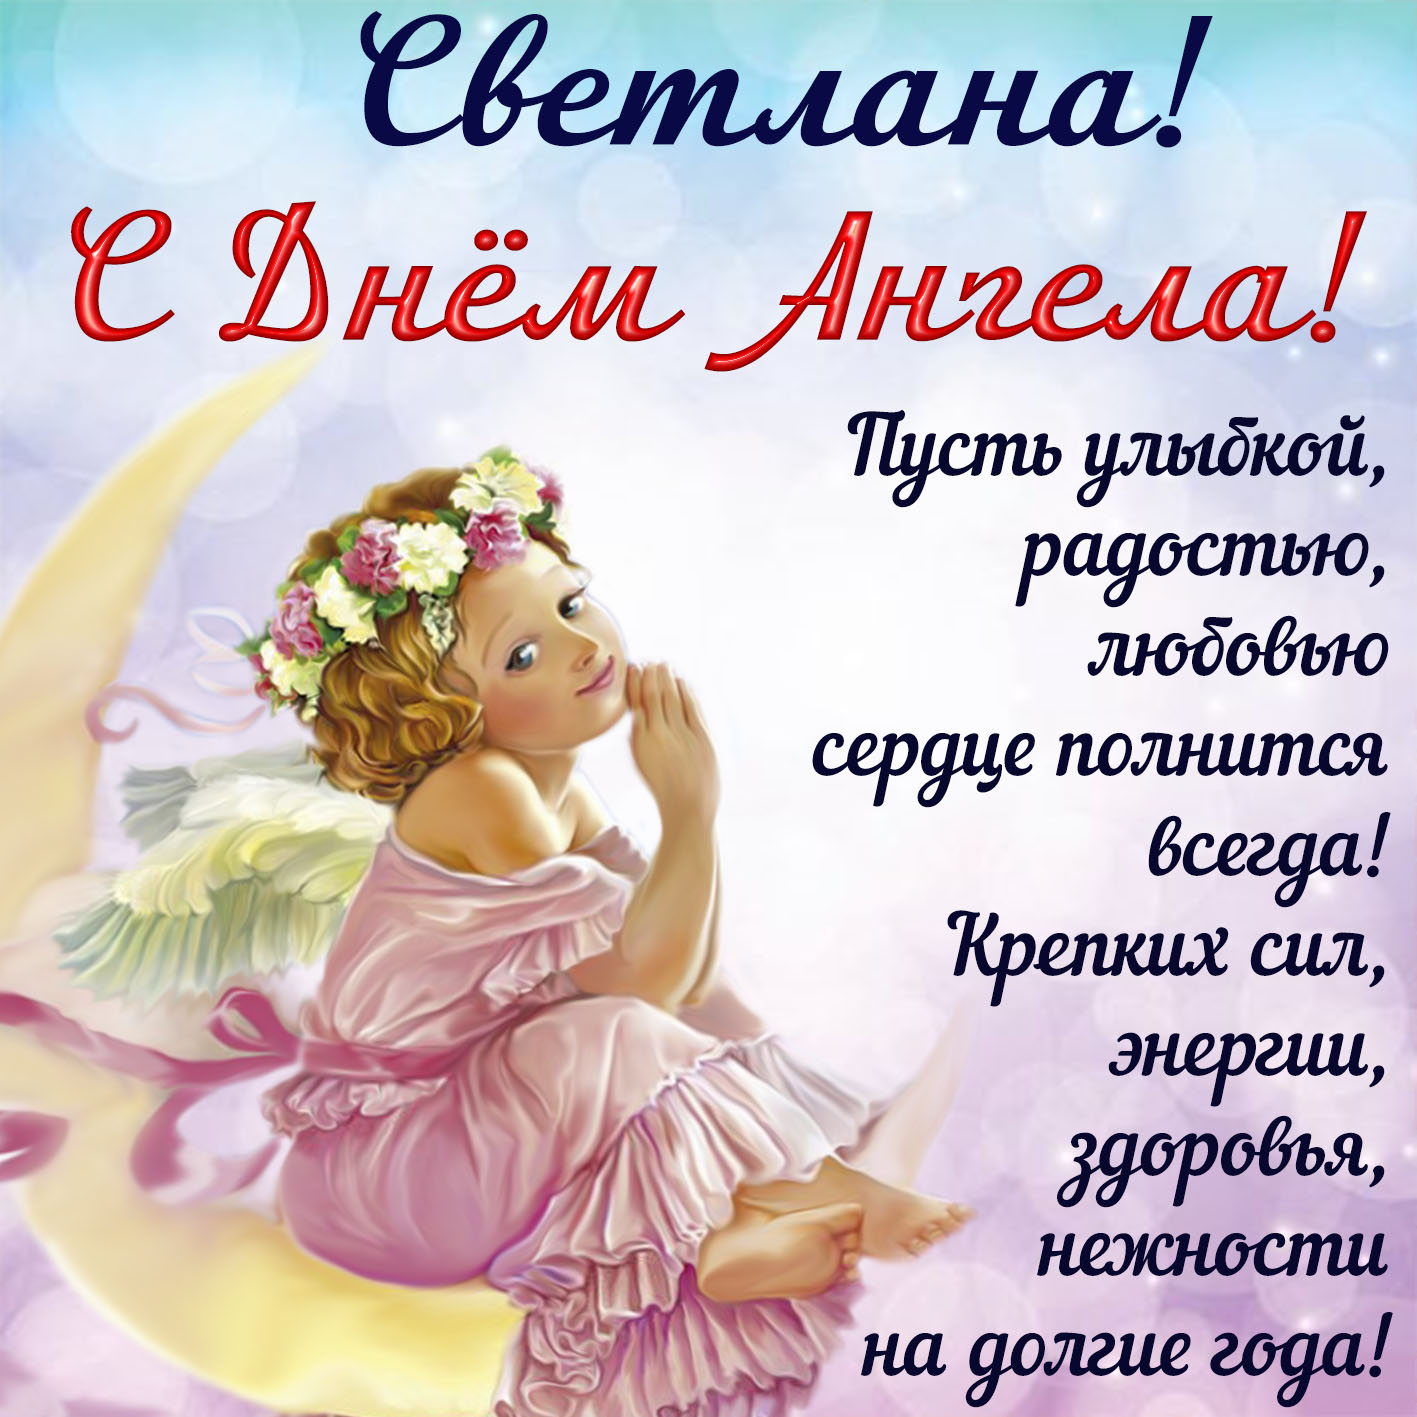 Светлана!
С Днём Ангела!
Пусть улыбкой,
радостью,
любовью
сердце полнится
всегда!
Крепких сил,
энергии,
здоровья,
нежности
на долгие года!